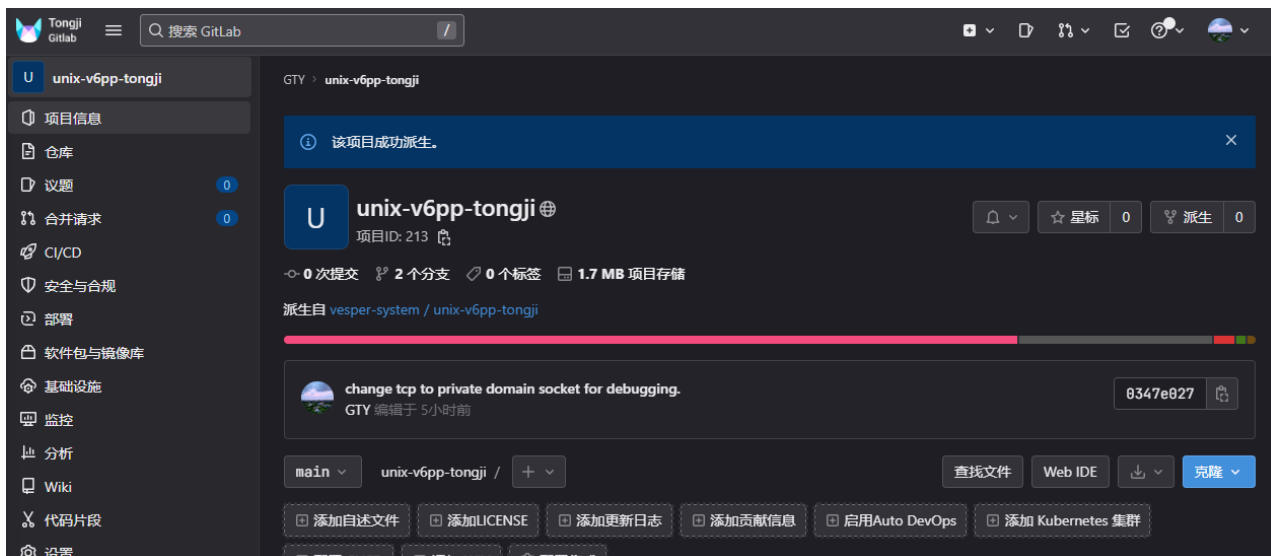 Tongji
Gitlab
搜索 GitLab
/
U unix-v6pp-tongji
GTY › unix-v6pp-tongji
项目信息
该项目成功派生。
仓库
议题 0
合并请求 0
CI/CD
安全与合规
部署
软件包与镜像库
基础设施
监控
分析
Wiki
代码片段
设置
U
unix-v6pp-tongji
项目ID: 213
星标 0
派生 0
0 次提交 2 个分支 0 个标签 1.7 MB 项目存储
派生自 vesper-system / unix-v6pp-tongji
change tcp to private domain socket for debugging.
GTY 编辑于 5小时前
0347e027
main unix-v6pp-tongji / +
查找文件 Web IDE 克隆
添加自述文件 添加LICENSE 添加更新日志 添加贡献信息 启用Auto DevOps 添加 Kubernetes 集群